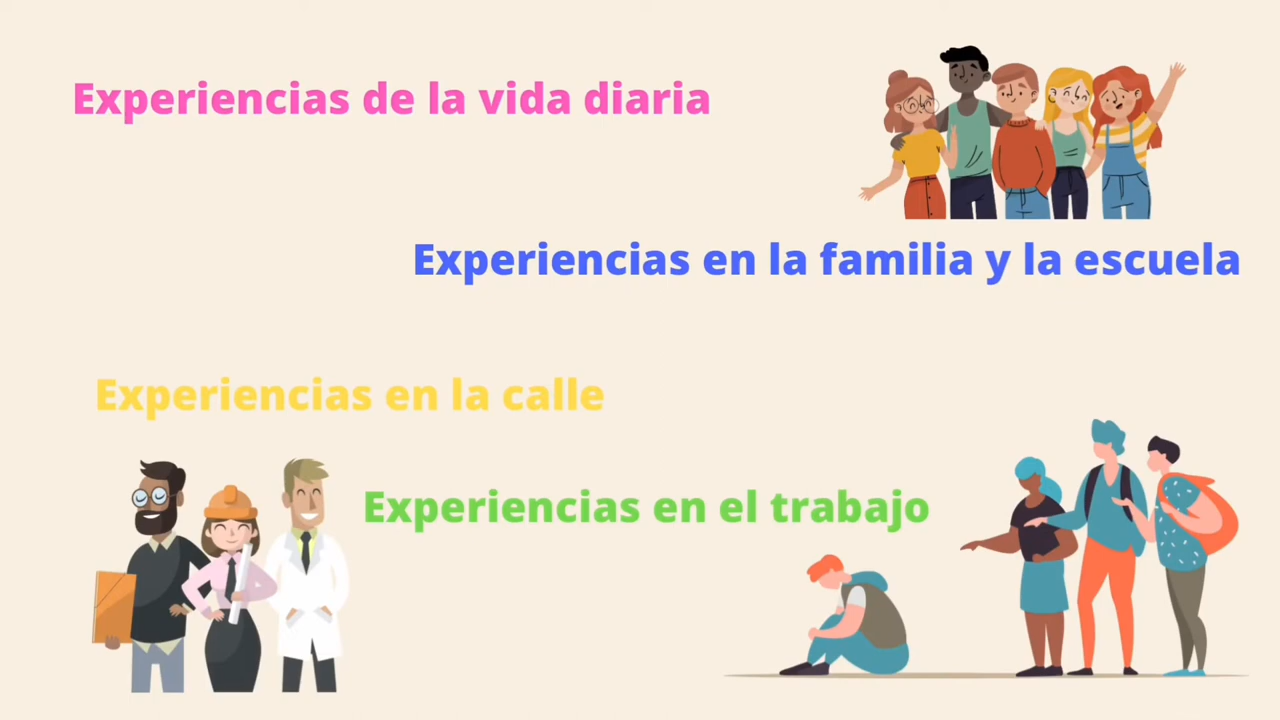 Experiencias de la vida diaria
Experiencias en la familia y la escuela
Experiencias en la calle
Experiencias en el trabajo